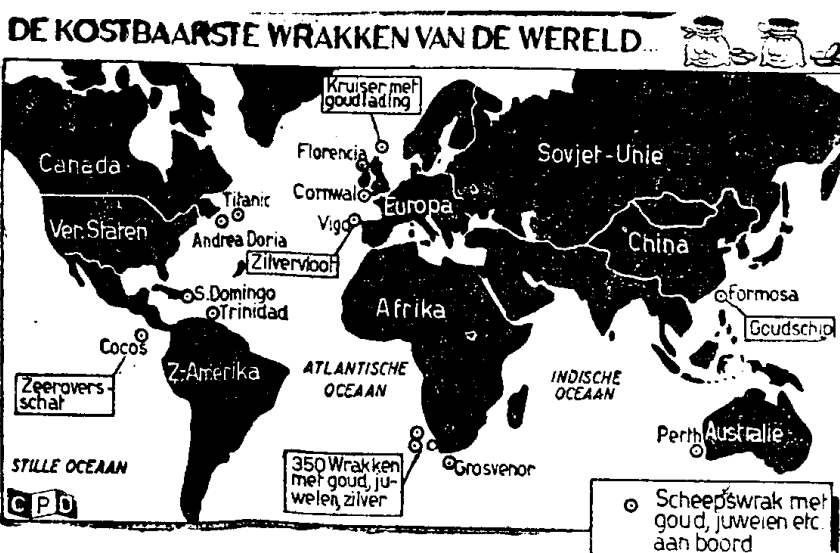 DE KOSTBAARSTE WRAKKEN VAN DE WERELD...
Kruiser met
goudlading
Florencia
Canada
Sovjet-Unie
Cornwal
Titanic
Europa
Vigo
Ver. Staten
Andrea Doria
China
Zilvervloot
S.Domingo
Formosa
Trinidad
Afrika
Goudschip
Cocos
Z-Amerika
ATLANTISCHE
OCEAAN
INDISCHE
OCEAAN
Zeerovers-
schat
Perth
Australie
STILLE OCEAAN
350 Wrakken
met goud, ju-
welen, zilver
Grosvenor
CPD
Scheepswrak met
goud, juwelen etc.
aan boord